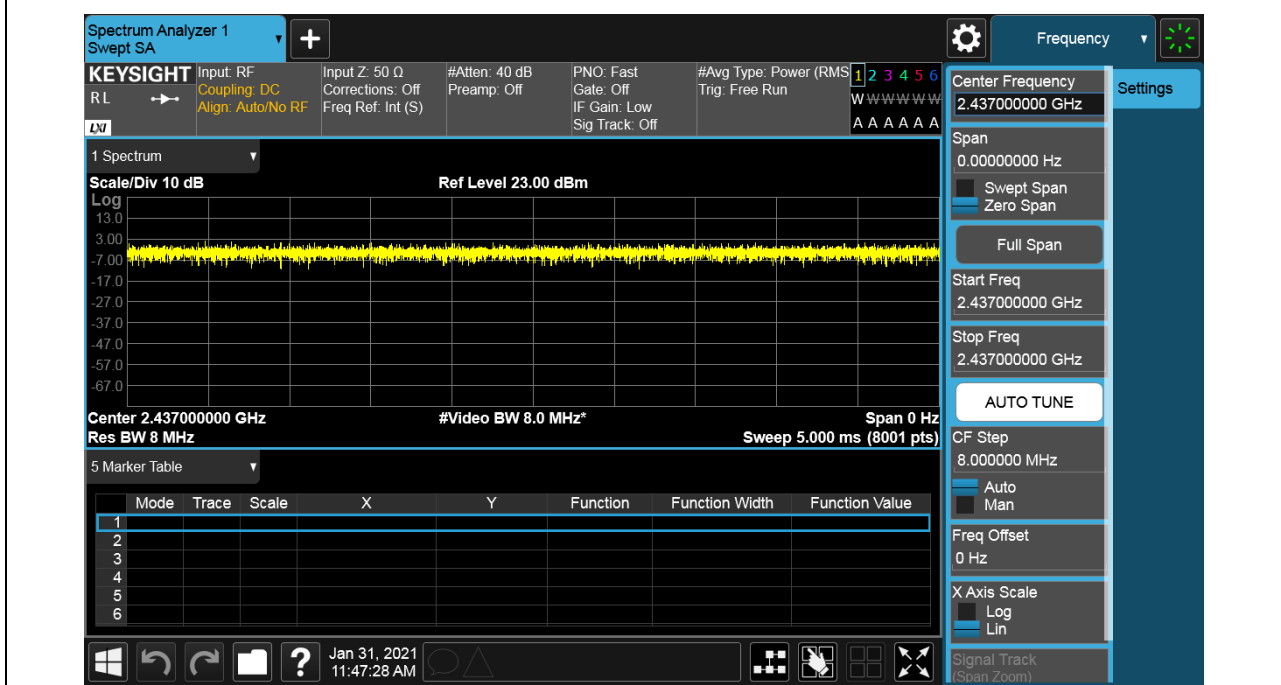 Spectrum Analyzer 1
Swept SA
Frequency
KEYSIGHT
RL
LXI
Input: RF
Coupling: DC
Align: Auto/No RF
Input Z: 50 Ω
Corrections: Off
Freq Ref: Int (S)
#Atten: 40 dB
Preamp: Off
PNO: Fast
Gate: Off
IF Gain: Low
Sig Track: Off
#Avg Type: Power (RMS
Trig: Free Run
1 2 3 4 5 6
W W W W W W
A A A A A A
1 Spectrum
Scale/Div 10 dB
Ref Level 23.00 dBm
Log
13.0
3.00
-7.00
-17.0
-27.0
-37.0
-47.0
-57.0
-67.0
Center 2.437000000 GHz
#Video BW 8.0 MHz*
Span 0 Hz
Res BW 8 MHz
Sweep 5.000 ms (8001 pts)
5 Marker Table
Mode Trace Scale X Y Function Function Width Function Value
1
2
3
4
5
6
Jan 31, 2021
11:47:28 AM
?
Center Frequency
2.437000000 GHz
Settings
Span
0.00000000 Hz
Swept Span
Zero Span
Full Span
Start Freq
2.437000000 GHz
Stop Freq
2.437000000 GHz
AUTO TUNE
CF Step
8.000000 MHz
Auto
Man
Freq Offset
0 Hz
X Axis Scale
Log
Lin
Signal Track
(Span Zoom)